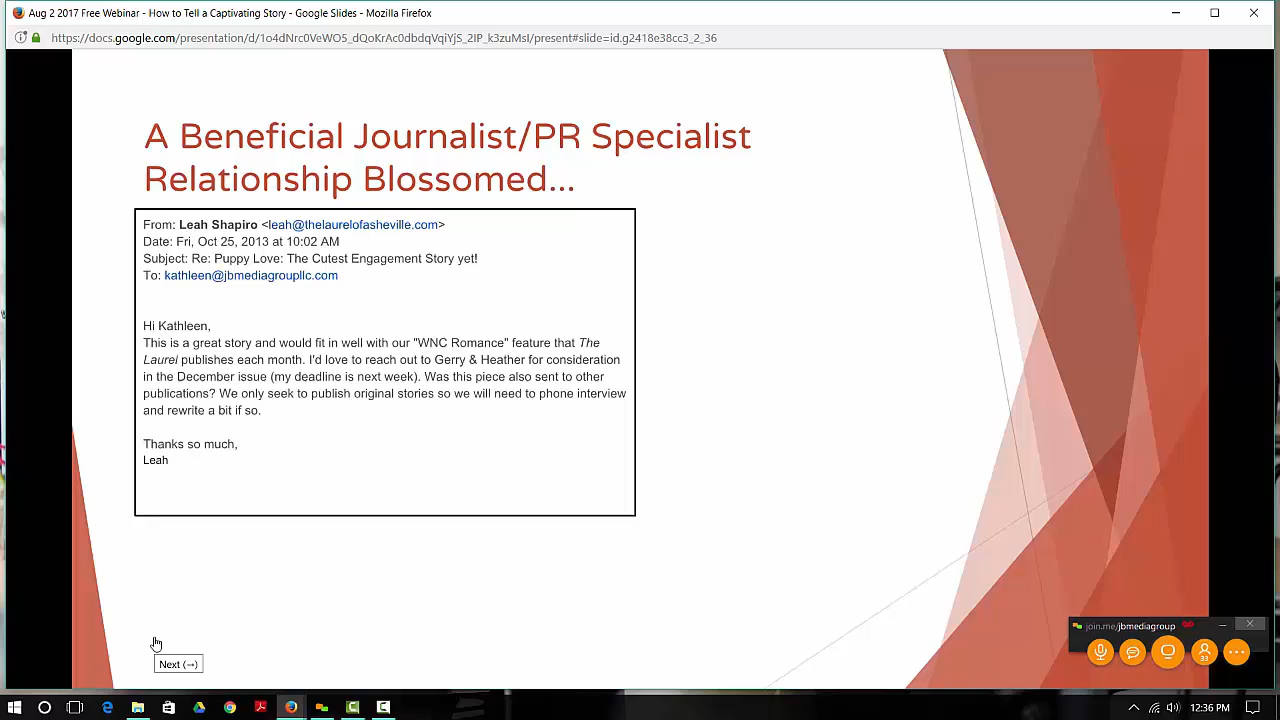 Aug 2 2017 Free Webinar - How to Tell a Captivating Story - Google Slides - Mozilla Firefox
https://docs.google.com/presentation/d/1o4dNrc0VeWO5_dQoKrAc0dbdqVqiYjS_2IP_k3zuMsI/present#slide=id.g2418e38cc3_2_36
A Beneficial Journalist/PR Specialist
Relationship Blossomed...
From: Leah Shapiro <leah@thelaurelofasheville.com>
Date: Fri, Oct 25, 2013 at 10:02 AM
Subject: Re: Puppy Love: The Cutest Engagement Story yet!
To: kathleen@jbmediagroupllc.com
Hi Kathleen,
This is a great story and would fit in well with our "WNC Romance" feature that The
Laurel publishes each month. I'd love to reach out to Gerry & Heather for consideration
in the December issue (my deadline is next week). Was this piece also sent to other
publications? We only seek to publish original stories so we will need to phone interview
and rewrite a bit if so.
Thanks so much,
Leah
join.me/jbmediagroup
33
Next (→)
12:36 PM